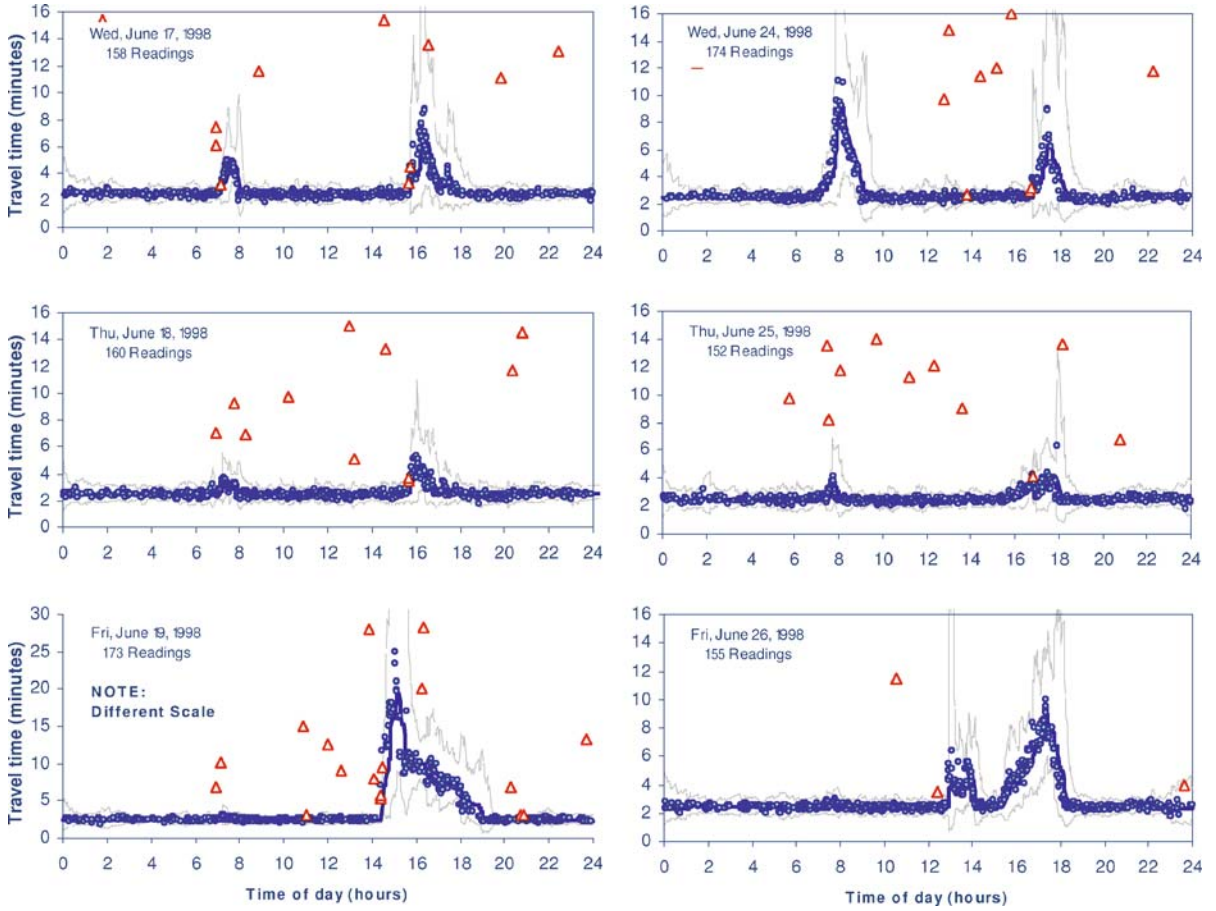 Travel time (minutes)
16
14
12
10
8
6
4
2
0
Wed, June 17, 1998
158 Readings
0 2 4 6 8 10 12 14 16 18 20 22 24
16
14
12
10
8
6
4
2
0
Wed, June 24, 1998
174 Readings
0 2 4 6 8 10 12 14 16 18 20 22 24
Travel time (minutes)
16
14
12
10
8
6
4
2
0
Thu, June 18, 1998
160 Readings
0 2 4 6 8 10 12 14 16 18 20 22 24
16
14
12
10
8
6
4
2
0
Thu, June 25, 1998
152 Readings
0 2 4 6 8 10 12 14 16 18 20 22 24
Travel time (minutes)
30
25
20
15
10
5
0
Fri, June 19, 1998
173 Readings
NOTE:
Different Scale
0 2 4 6 8 10 12 14 16 18 20 22 24
Time of day (hours)
16
14
12
10
8
6
4
2
0
Fri, June 26, 1998
155 Readings
0 2 4 6 8 10 12 14 16 18 20 22 24
Time of day (hours)